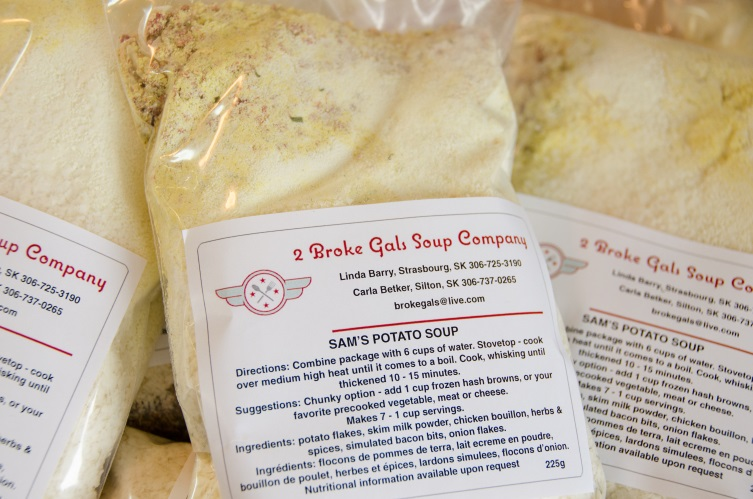 2 Broke Gals Soup Company
Linda Barry, Strasbourg, SK 306-725-3190
Carla Betker, Silton, SK 306-737-0265
brokegals@live.com
SAM'S POTATO SOUP
Directions: Combine package with 6 cups of water. Stovetop - cook
over medium high heat until it comes to a boil. Cook, whisking until
thickened 10 - 15 minutes.
Suggestions: Chunky option - add 1 cup frozen hash browns, or your
favorite precooked vegetable, meat or cheese.
Makes 7 - 1 cup servings.
Ingredients: potato flakes, skim milk powder, chicken bouillon, herbs &
spices, simulated bacon bits, onion flakes.
Ingrédients: flocons de pommes de terra, lait ecreme en poudre,
bouillon de poulet, herbes et épices, lardons simulees, flocons d'onion.
Nutritional information available upon request 225g
up Company
, SK 306-725-3190
306-737-0265
.com
vetop - cook
sking until
s, or your
erbs &
2 Broke Gals Soup Co
Linda Barry, Strasbourg, SK 306-
Carla Betker, Silton, SK 306-73
brokegals@live.com
SAM'S POTATO SOUP
bine package with 6 cups of water. Stovetop
heat until it comes to a boil. Cook, whisk
thickened 10 - 15 minutes.
option - add 1 cup frozen hash browns
cooked vegetable, meat or cheese.
Makes 7 - 1 cup servings.
skim milk powder, chicken bouillon,
ulated bacon bits, onion flakes.
pommes de terra, lait ecreme en
épices, lardons simulees, flocons
mation available upon request